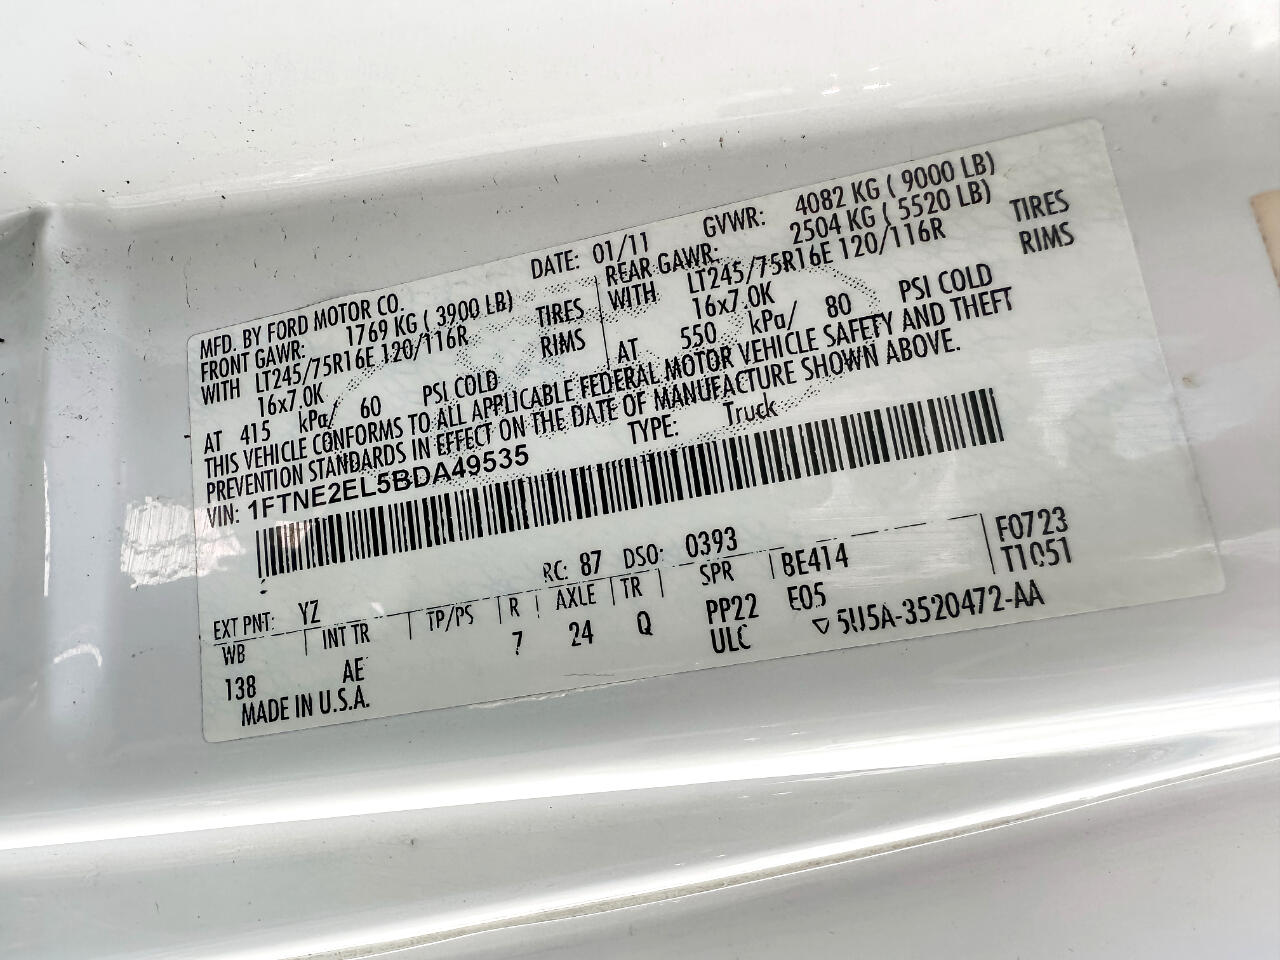 MFD. BY FORD MOTOR CO.
DATE: 01/11 GVWR: 4082 KG ( 9000 LB)
FRONT GAWR: 1769 KG ( 3900 LB)
REAR GAWR: 2504 KG ( 5520 LB)
WITH LT245/75R16E 120/116R TIRES
WITH LT245/75R16E 120/116R TIRES
16x7.0K RIMS
16x7.0K RIMS
AT 415 kPa/ 60 PSI COLD
AT 550 kPa/ 80 PSI COLD
THIS VEHICLE CONFORMS TO ALL APPLICABLE FEDERAL MOTOR VEHICLE SAFETY AND THEFT
PREVENTION STANDARDS IN EFFECT ON THE DATE OF MANUFACTURE SHOWN ABOVE.
VIN: 1FTNE2EL5BDA49535 TYPE: Truck
F0723
RC: 87 DSO: 0393 T1051
EXT PNT: YZ BE414
WB INT TR TP/PS R AXLE TR SPR E05
138 AE 7 24 Q PP22
ULC ▽ 5U5A-3520472-AA
MADE IN U.S.A.